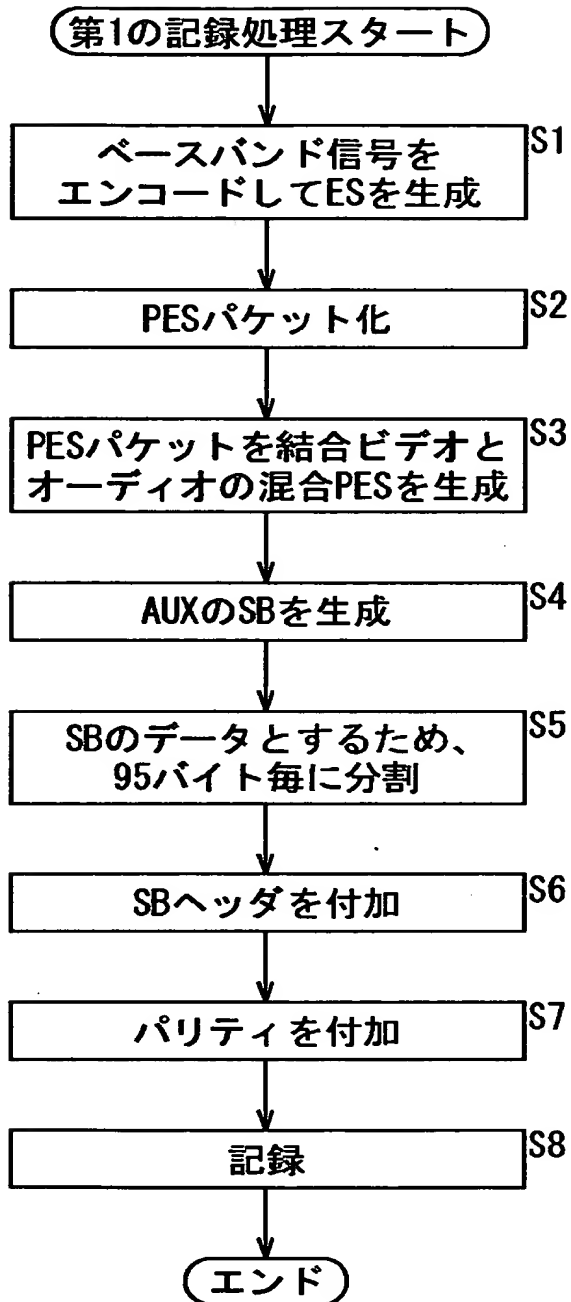 第1の記録処理スタート
S1
ベースバンド信号を
エンコードしてESを生成
S2
PESパケット化
S3
PESパケットを結合ビデオと
オーディオの混合PESを生成
S4
AUXのSBを生成
S5
SBのデータとするため、
95バイト毎に分割
S6
SBヘッダを付加
S7
パリティを付加
S8
記録
エンド